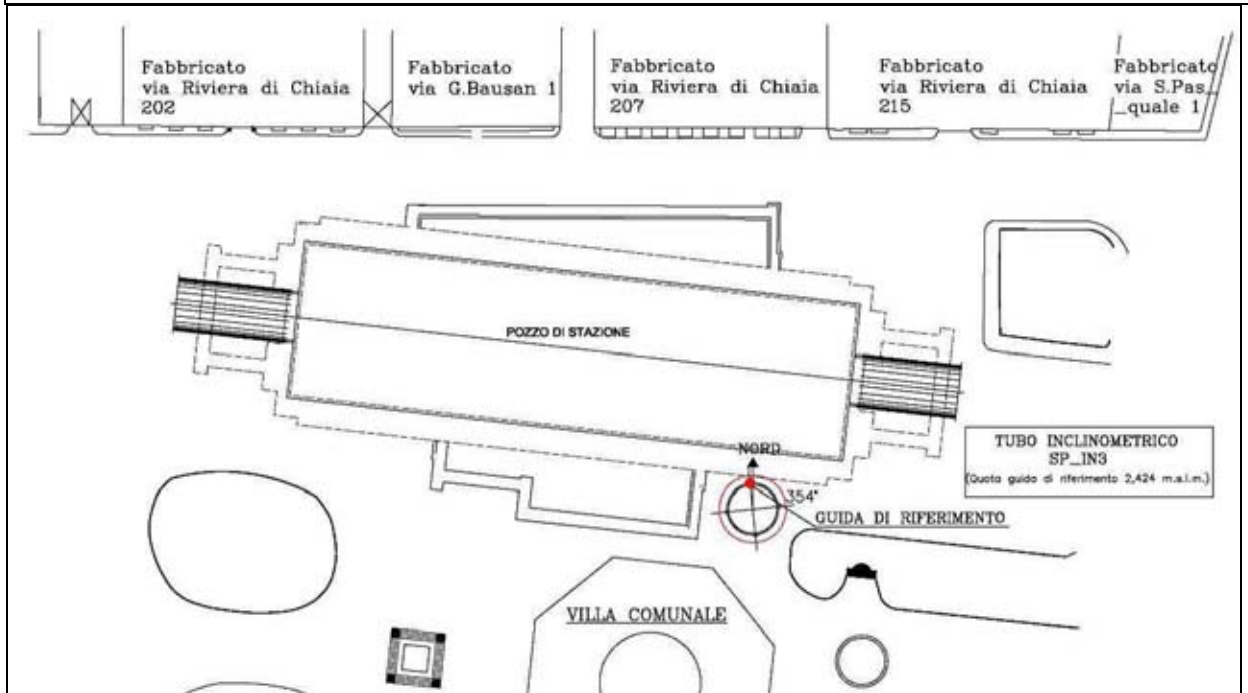 Fabbricato
via Riviera di Chiaia
202
Fabbricato
via G.Bausan 1
Fabbricato
via Riviera di Chiaia
207
Fabbricato
via Riviera di Chiaia
215
Fabbricato
via S.Pas_
_quale 1
POZZO DI STAZIONE
NORD
354°
GUIDA DI RIFERIMENTO
TUBO INCLINOMETRICO
SP_IN3
(Quota guida di riferimento 2,424 m.s.l.m.)
VILLA COMUNALE